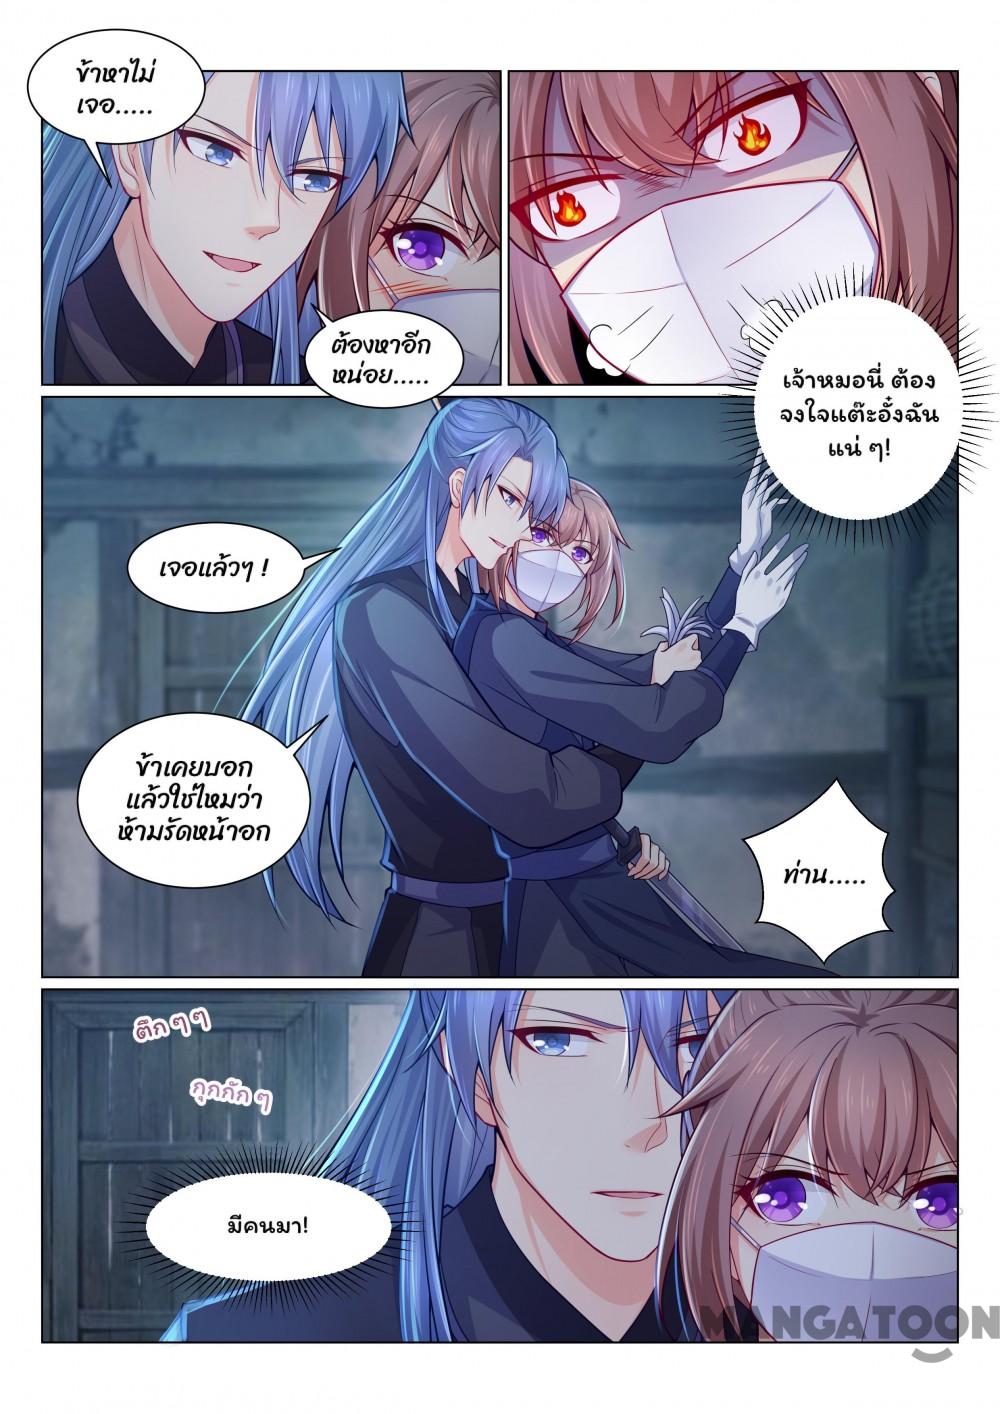 ข้าหาไม่
เจอ.....
ต้องหาอีก
หน่อย.....
เจ้าหมอนี่ ต้อง
จงใจแต๊ะอั๋งฉัน
แน่ ๆ!
เจอแล้วๆ !
ข้าเคยบอก
แล้วใช่ไหมว่า
ห้ามรัดหน้าอก
ท่าน.....
ตึก ๆ ๆ
กุกกัก ๆ
มีคนมา!
MANGATOON